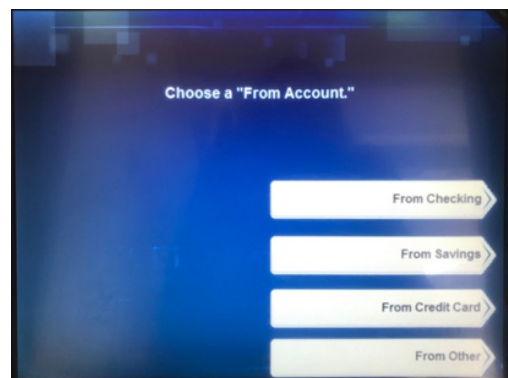 Choose a "From Account."
From Checking
From Savings
From Credit Card
From Other